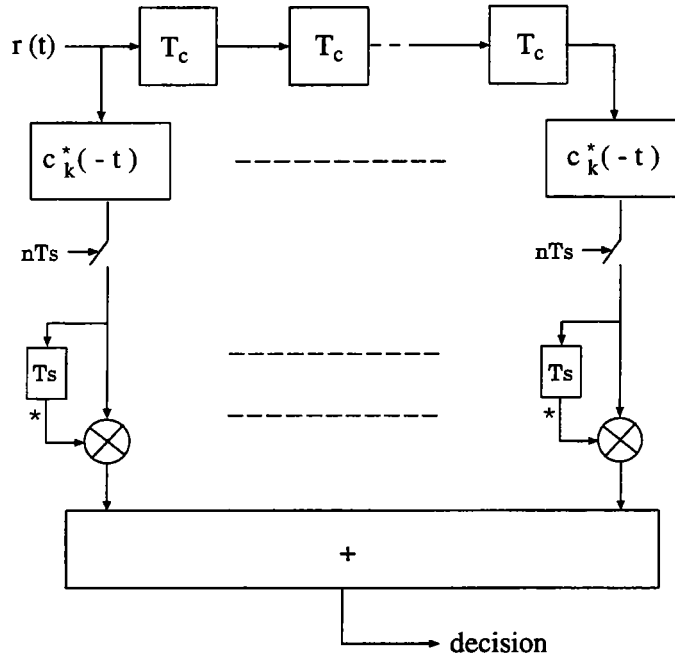 r (t)
T_c
T_c
T_c
c*_k(-t)
c*_k(-t)
nTs
nTs
Ts
Ts
*
*
+
decision